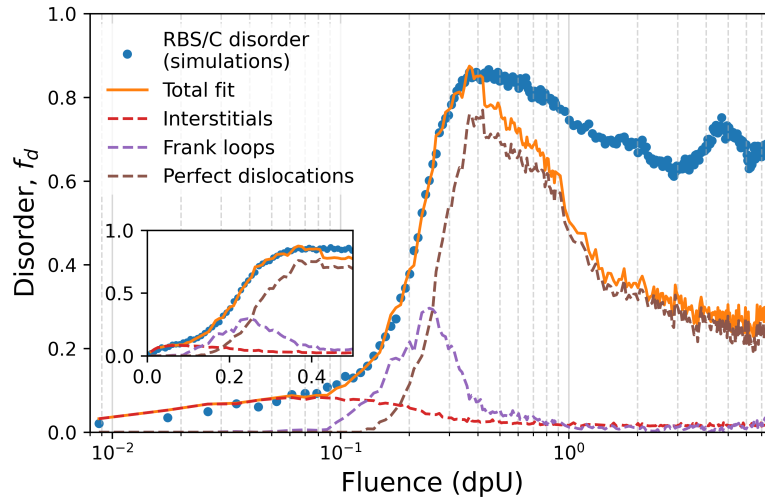 1.0
0.8
0.6
0.4
0.2
0.0
Disorder, f_d
RBS/C disorder
(simulations)
Total fit
Interstitials
Frank loops
Perfect dislocations
1.0
0.5
0.0
0.0 0.2 0.4
10⁻² 10⁻¹ 10⁰
Fluence (dpU)